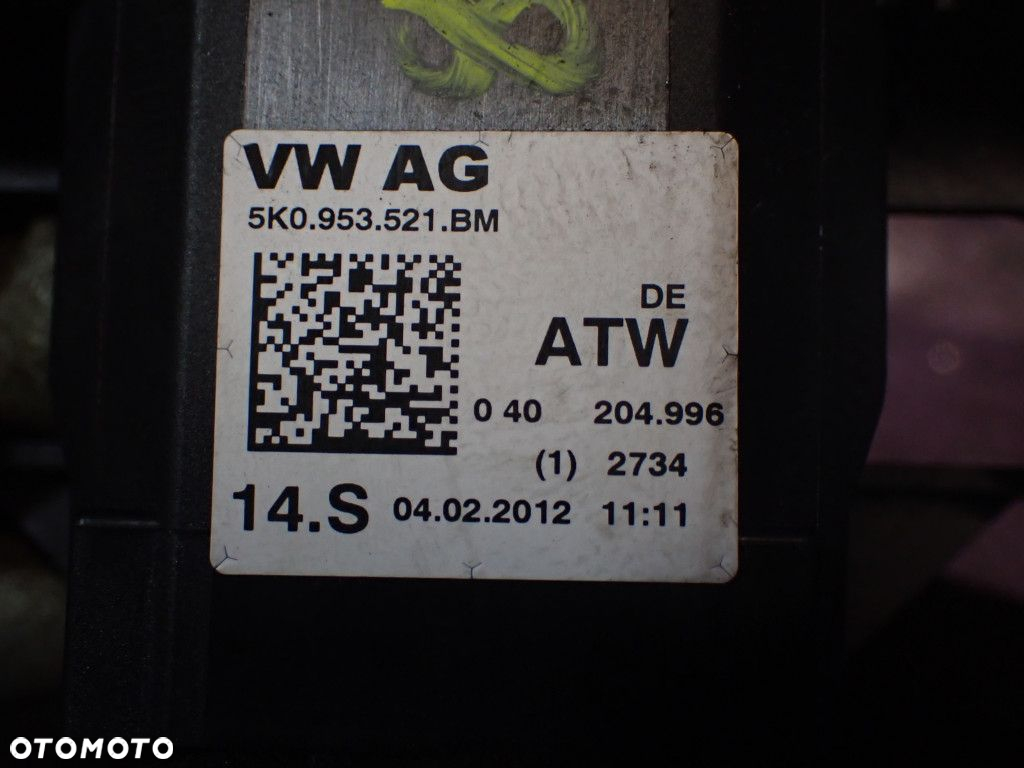 VW AG
5K0.953.521.BM
DE
ATW
0 40 204.996
(1) 2734
14.S 04.02.2012 11:11
OTOMOTO